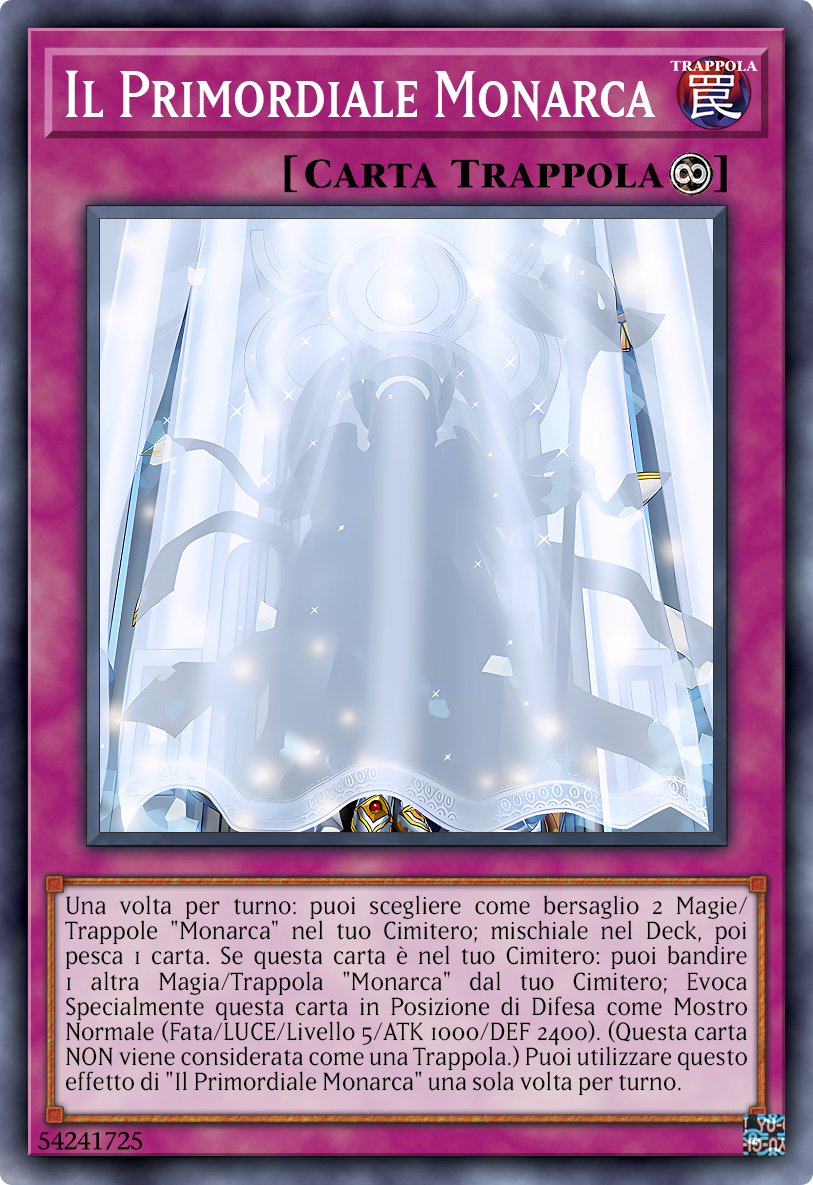 Il Primordiale Monarca
TRAPPOLA
罠
[Carta Trappola]
Una volta per turno: puoi scegliere come bersaglio 2 Magie/
Trappole "Monarca" nel tuo Cimitero; mischiale nel Deck, poi
pesca 1 carta. Se questa carta è nel tuo Cimitero: puoi bandire
1 altra Magia/Trappola "Monarca" dal tuo Cimitero; Evoca
Specialmente questa carta in Posizione di Difesa come Mostro
Normale (Fata/LUCE/Livello 5/ATK 1000/DEF 2400). (Questa carta
NON viene considerata come una Trappola.) Puoi utilizzare questo
effetto di "Il Primordiale Monarca" una sola volta per turno.
54241725